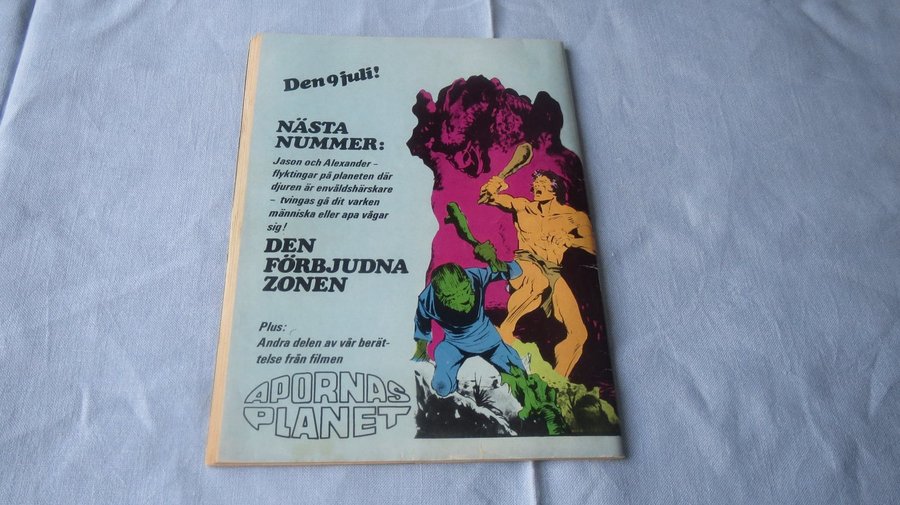 Den 9 juli!
NÄSTA
NUMMER:
Jason och Alexander –
flyktingar på planeten där
djuren är envåldshärskare
– tvingas gå dit varken
människa eller apa vågar
sig!
DEN
FÖRBJUDNA
ZONEN
Plus:
Andra delen av vår berät-
telse från filmen
APORNAS
PLANET